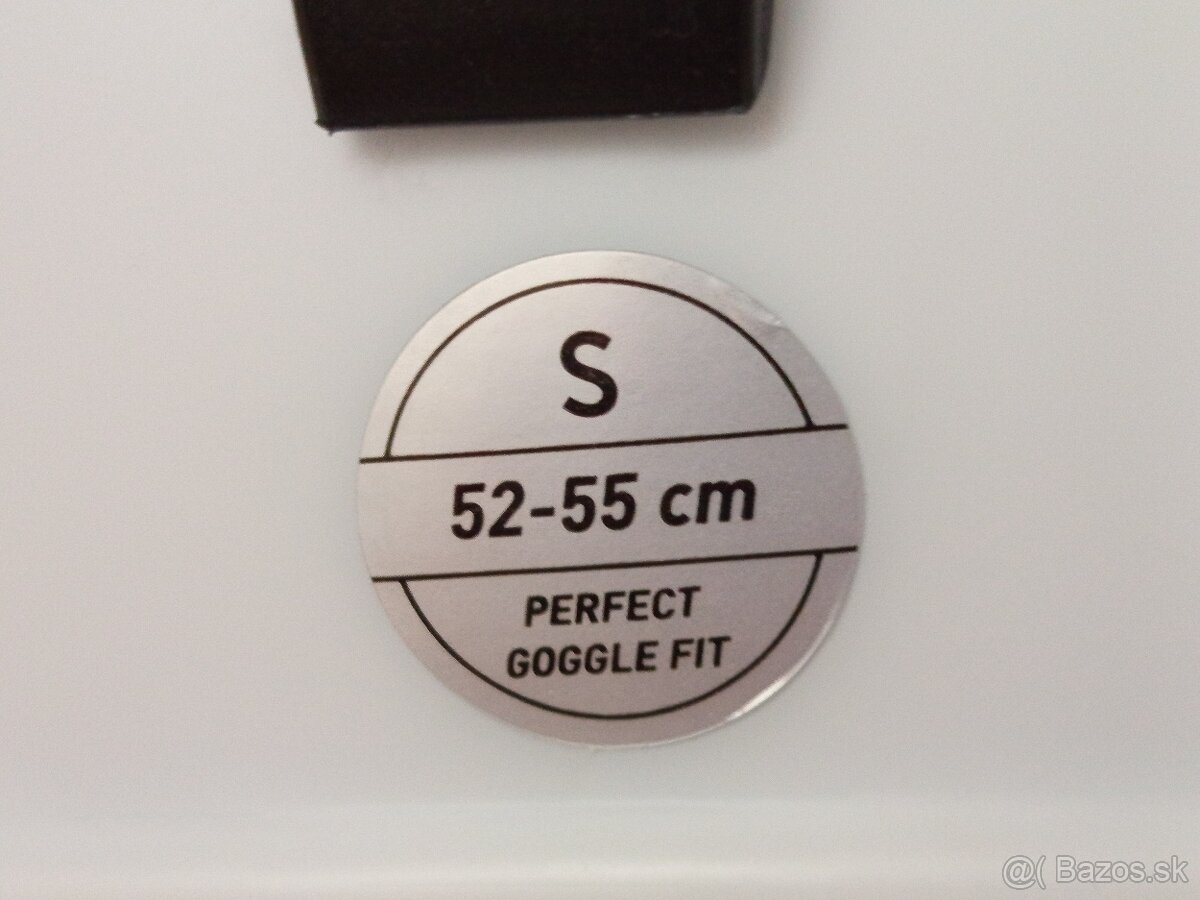 S
52-55 cm
PERFECT
GOGGLE FIT
@( Bazos.sk